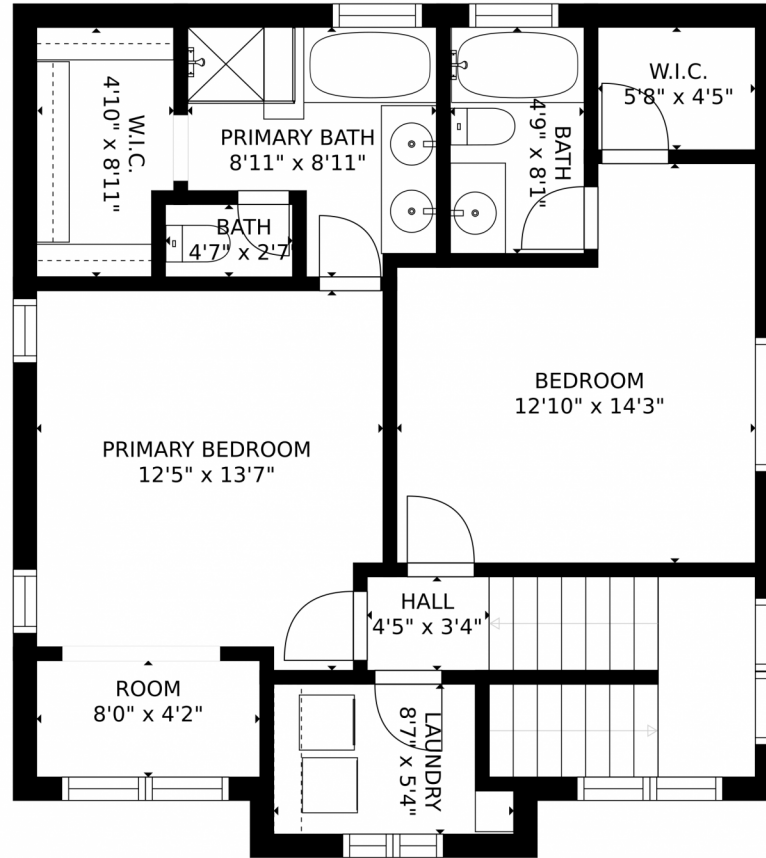 W.I.C.
4'10" x 8'11"
PRIMARY BATH
8'11" x 8'11"
BATH
4'9" x 8'1"
W.I.C.
5'8" x 4'5"
BATH
4'7" x 2'7"
BEDROOM
12'10" x 14'3"
PRIMARY BEDROOM
12'5" x 13'7"
HALL
4'5" x 3'4"
ROOM
8'0" x 4'2"
LAUNDRY
8'7" x 5'4"